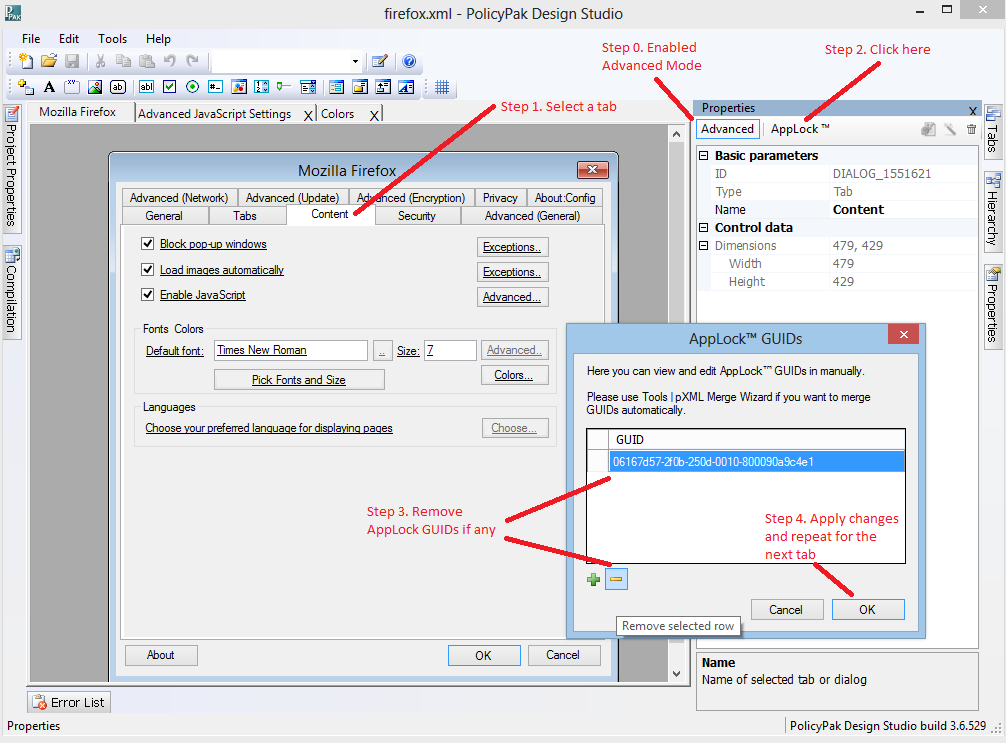 firefox.xml - PolicyPak Design Studio
File Edit Tools Help
Step 0. Enabled
Advanced Mode
Step 2. Click here
Step 1. Select a tab
Mozilla Firefox
Advanced JavaScript Settings X
Colors X
Project Properties
Compilation
Mozilla Firefox
Advanced (Network) Advanced (Update) Advanced (Encryption) Privacy About:Config
General Tabs Content Security Advanced (General)
Block pop-up windows Exceptions..
Load images automatically Exceptions..
Enable JavaScript Advanced...
Fonts Colors
Default font: Times New Roman .. Size: 7 Advanced..
Pick Fonts and Size Colors...
Languages
Choose your preferred language for displaying pages Choose...
Step 3. Remove
AppLock GUIDs if any
About OK Cancel
Properties X
Advanced AppLock™
Basic parameters
ID DIALOG_1551621
Type Tab
Name Content
Control data
Dimensions 479, 429
Width 479
Height 429
Tabs
Hierarchy
Properties
AppLock™ GUIDs
Here you can view and edit AppLock™ GUIDs in manually.
Please use Tools | pXML Merge Wizard if you want to merge
GUIDs automatically.
GUID
06167d57-2f0b-250d-0010-800090a9c4e1
Step 4. Apply changes
and repeat for the
next tab
Cancel OK
Remove selected row
Name
Name of selected tab or dialog
Error List
Properties
PolicyPak Design Studio build 3.6.529